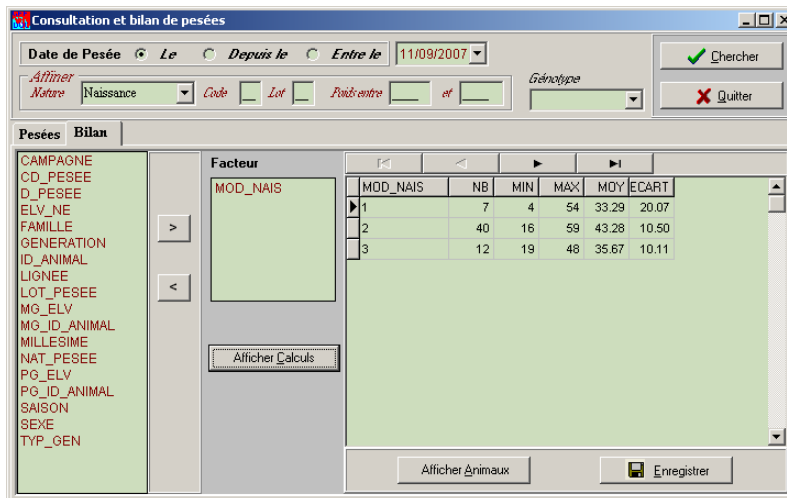 Consultation et bilan de pesées
Date de Pesée Le Depuis le Entre le 11/09/2007
Chercher
Affiner
Nature Naissance Code Lot Poids entre et
Génotype
Quitter
Pesées Bilan
CAMPAGNE
CD_PESEE
D_PESEE
ELV_NE
FAMILLE
GENERATION
ID_ANIMAL
LIGNEE
LOT_PESEE
MG_ELV
MG_ID_ANIMAL
MILLESIME
NAT_PESEE
PG_ELV
PG_ID_ANIMAL
SAISON
SEXE
TYP_GEN
>
<
Facteur
MOD_NAIS
Afficher Calculs
MOD_NAIS NB MIN MAX MOY ECART
1 7 4 54 33.29 20.07
2 40 16 59 43.28 10.50
3 12 19 48 35.67 10.11
Afficher Animaux
Enregistrer